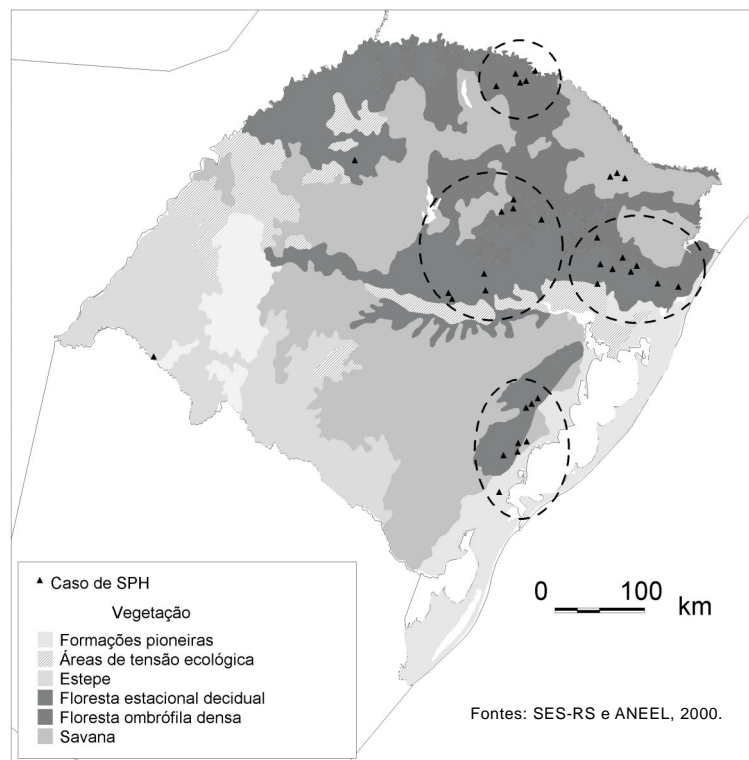 Caso de SPH
Vegetação
Formações pioneiras
Áreas de tensão ecológica
Estepe
Floresta estacional decidual
Floresta ombrófila densa
Savana
0 100 km
Fontes: SES-RS e ANEEL, 2000.